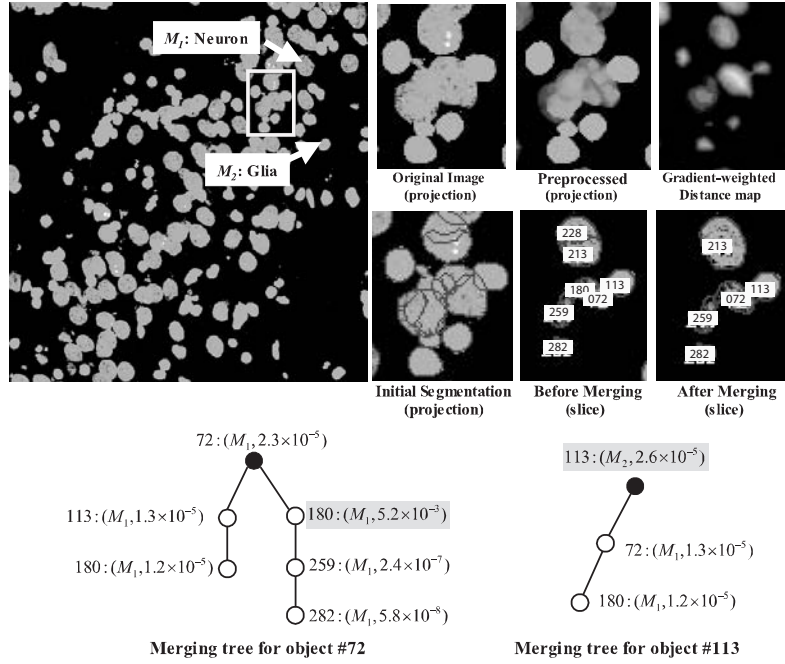 M₁: Neuron
M₂: Glia
Original Image
(projection)
Preprocessed
(projection)
Gradient-weighted
Distance map
228
213
180
113
072
259
282
213
113
072
259
282
Initial Segmentation
(projection)
Before Merging
(slice)
After Merging
(slice)
72:(M₁,2.3×10⁻⁵)
113:(M₁,1.3×10⁻⁵)
180:(M₁,5.2×10⁻³)
180:(M₁,1.2×10⁻⁵)
259:(M₁,2.4×10⁻⁷)
282:(M₁,5.8×10⁻⁸)
Merging tree for object #72
113:(M₂,2.6×10⁻⁵)
72:(M₁,1.3×10⁻⁵)
180:(M₁,1.2×10⁻⁵)
Merging tree for object #113